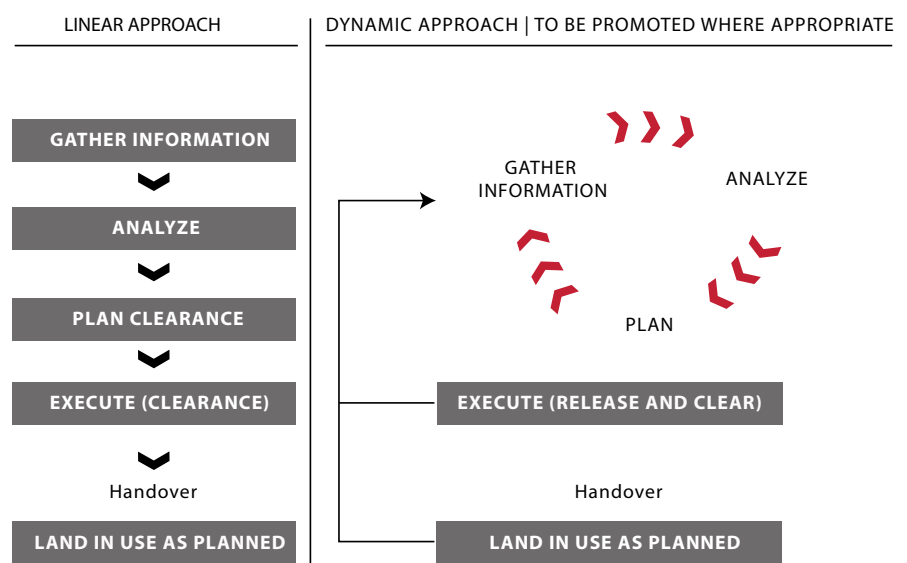 LINEAR APPROACH
GATHER INFORMATION
ANALYZE
PLAN CLEARANCE
EXECUTE (CLEARANCE)
Handover
LAND IN USE AS PLANNED
DYNAMIC APPROACH | TO BE PROMOTED WHERE APPROPRIATE
GATHER
INFORMATION
ANALYZE
PLAN
EXECUTE (RELEASE AND CLEAR)
Handover
LAND IN USE AS PLANNED